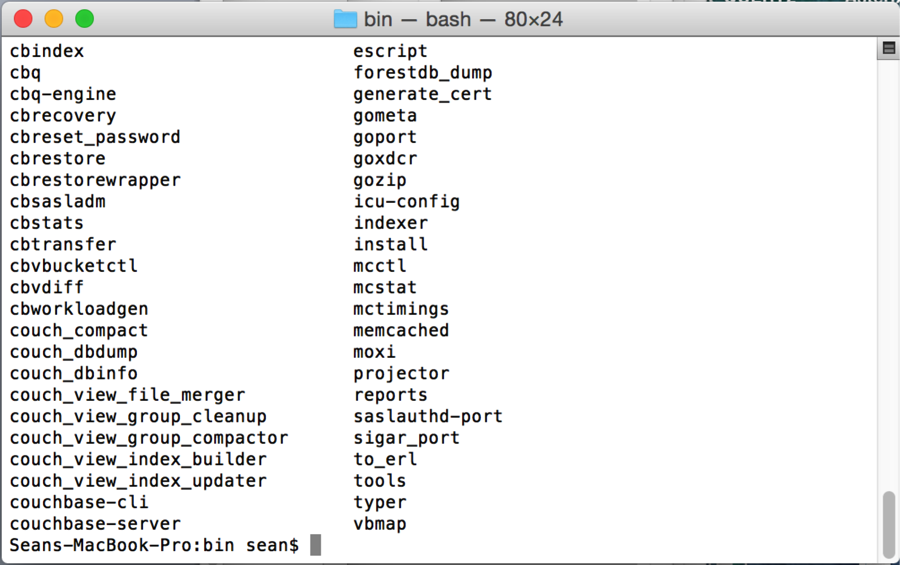 bin — bash — 80×24
cbindex escript
cbq forestdb_dump
cbq-engine generate_cert
cbrecovery gometa
cbreset_password goport
cbrestore goxdcr
cbrestorewrapper gozip
cbsasladm icu-config
cbstats indexer
cbtransfer install
cbvbucketctl mcctl
cbvdiff mcstat
cbworkloadgen mctimings
couch_compact memcached
couch_dbdump moxi
couch_dbinfo projector
couch_view_file_merger reports
couch_view_group_cleanup saslauthd-port
couch_view_group_compactor sigar_port
couch_view_index_builder to_erl
couch_view_index_updater tools
couchbase-cli typer
couchbase-server vbmap
Seans-MacBook-Pro:bin sean$